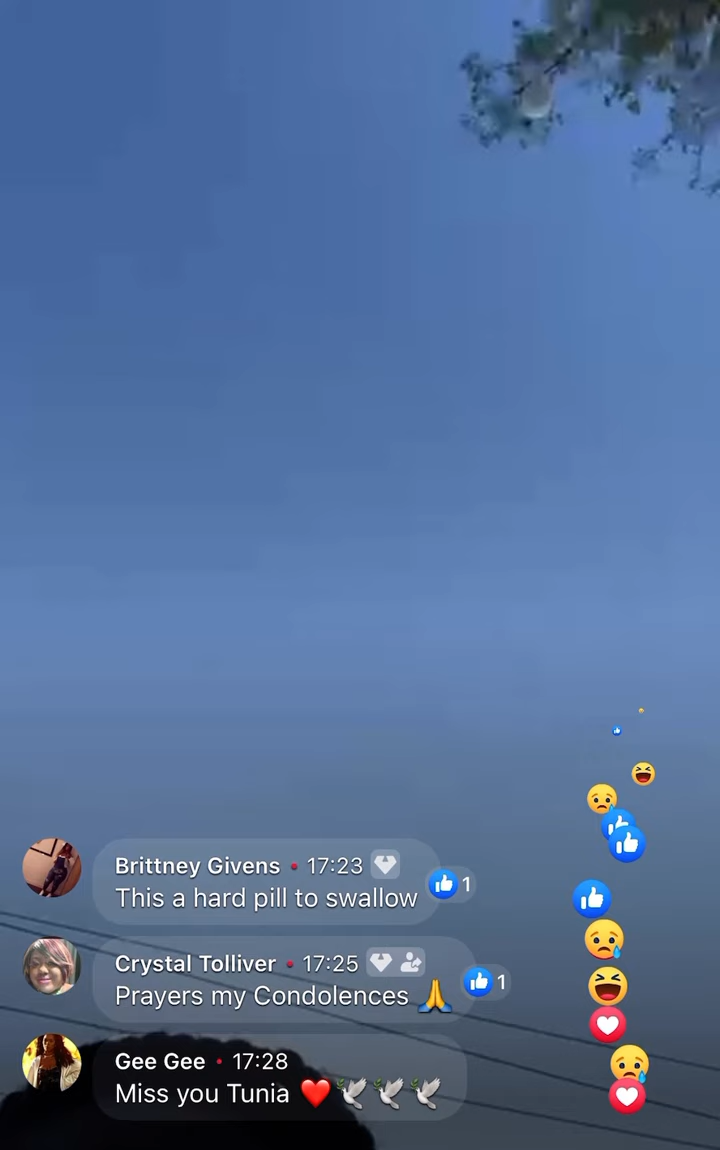 Brittney Givens • 17:23
This a hard pill to swallow
1
Crystal Tolliver • 17:25
Prayers my Condolences 🙏
1
Gee Gee • 17:28
Miss you Tunia ❤️🕊️🕊️🕊️